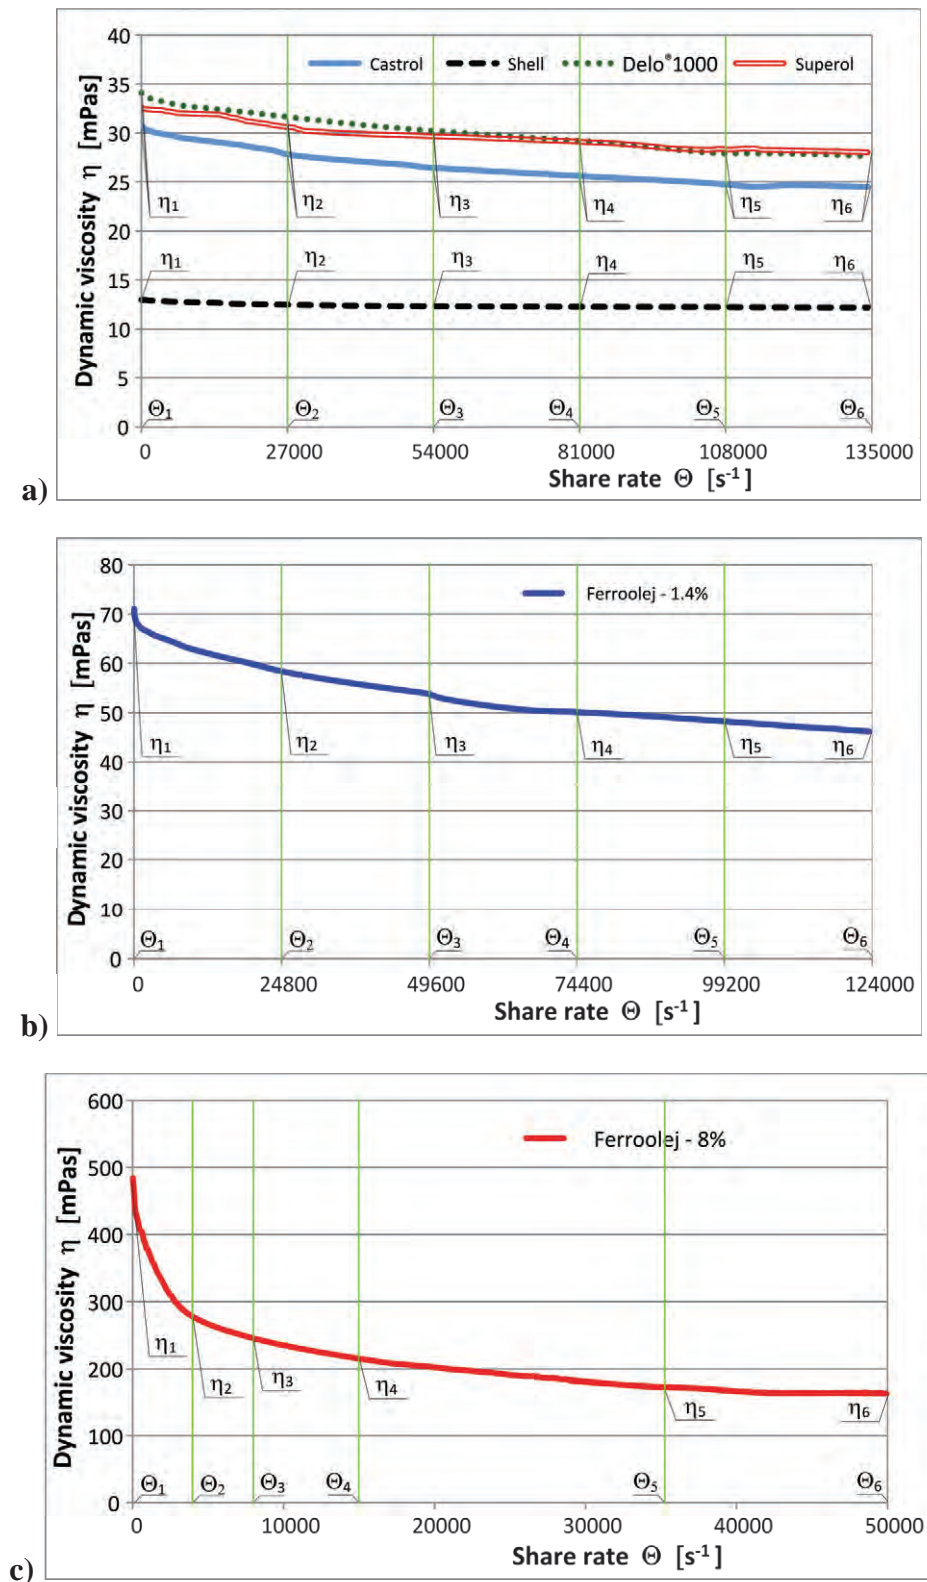 40
Castrol Shell Delo®1000 Superol
35
30
25
η1 η2 η3 η4 η5 η6
20
η1 η2 η3 η4 η5 η6
15
10
5
Θ1 Θ2 Θ3 Θ4 Θ5 Θ6
0
0 27000 54000 81000 108000 135000
Dynamic viscosity η [mPas]
Share rate Θ [s-1]
a)
80
Ferroolej - 1.4%
70
60
50
η1 η2 η3 η4 η5 η6
40
30
20
10
Θ1 Θ2 Θ3 Θ4 Θ5 Θ6
0
0 24800 49600 74400 99200 124000
Dynamic viscosity η [mPas]
Share rate Θ [s-1]
b)
600
Ferroolej - 8%
500
400
300
η1 η2 η3 η4 η5 η6
200
100
Θ1 Θ2 Θ3 Θ4 Θ5 Θ6
0
0 10000 20000 30000 40000 50000
Dynamic viscosity η [mPas]
Share rate Θ [s-1]
c)